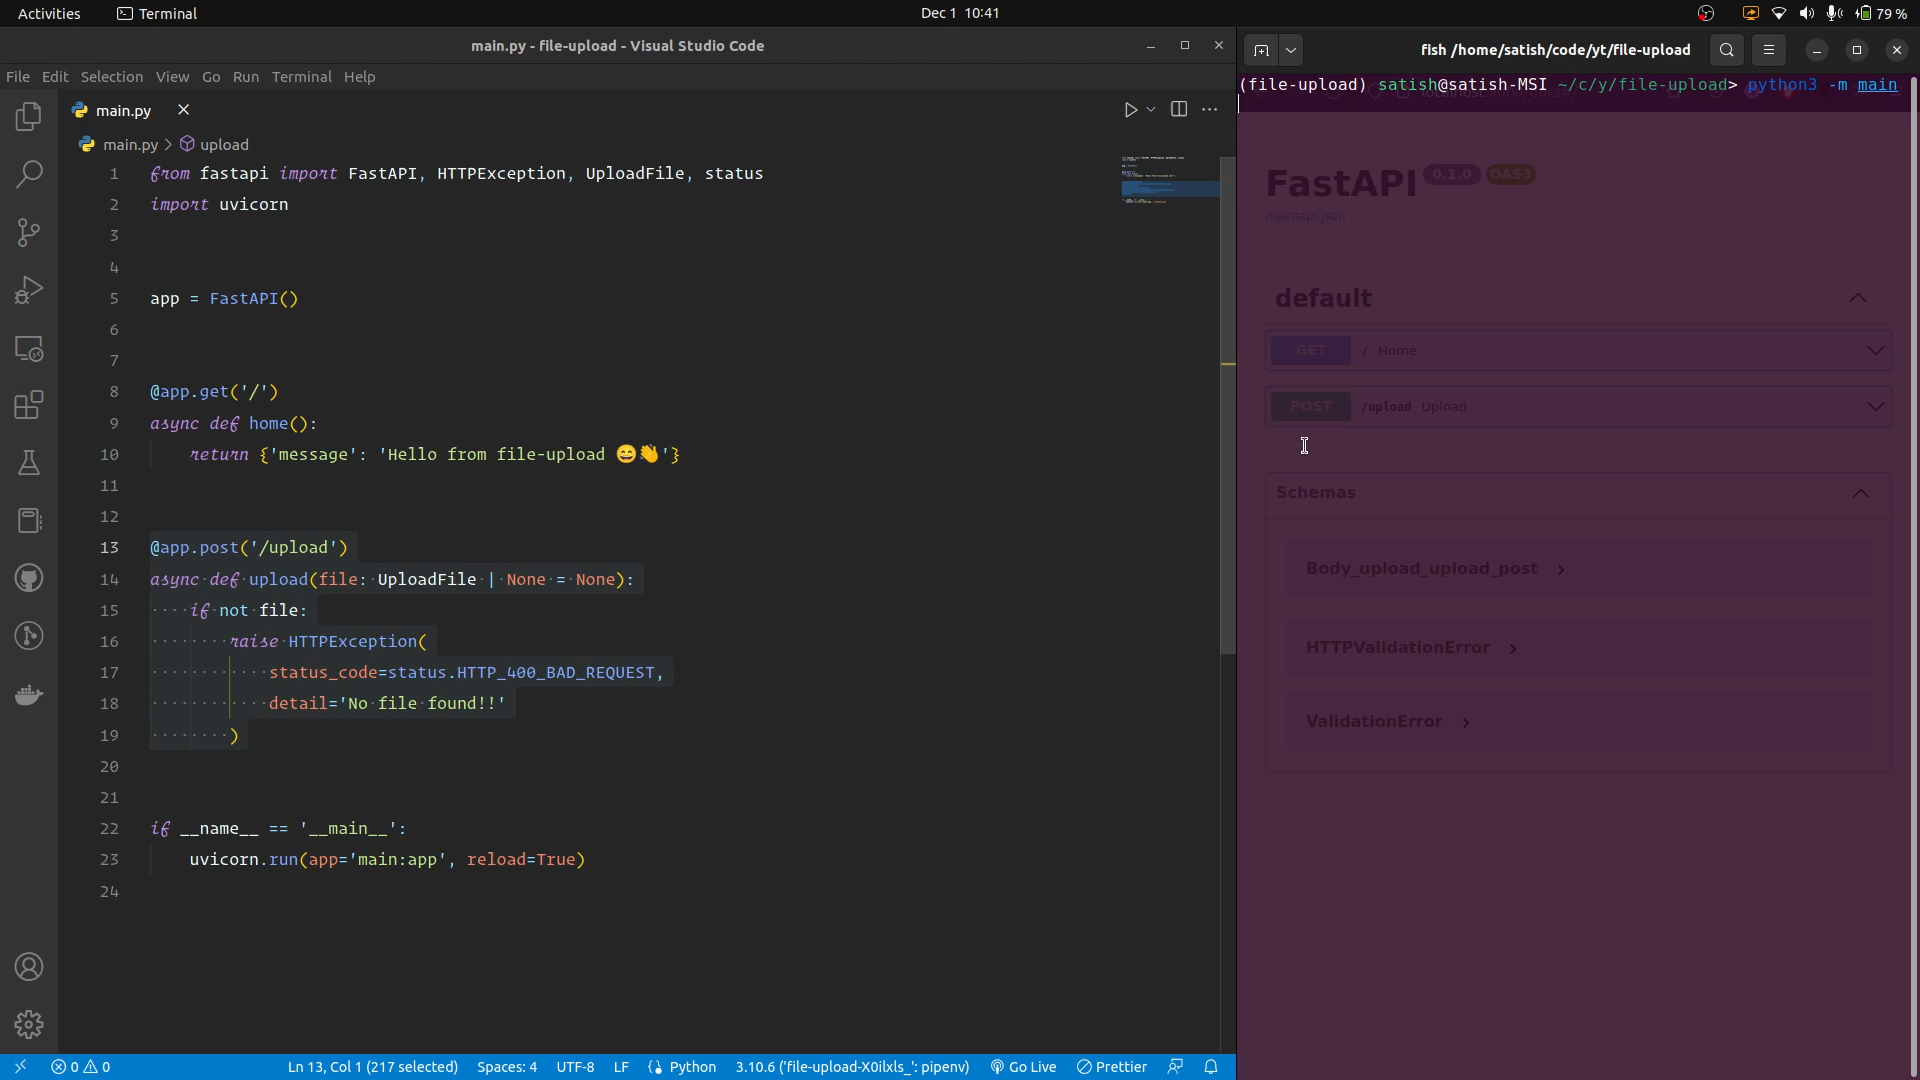 Activities
Terminal
Dec 1 10:41
79 %
main.py - file-upload - Visual Studio Code
File Edit Selection View Go Run Terminal Help
main.py
main.py > upload
1 from fastapi import FastAPI, HTTPException, UploadFile, status
2 import uvicorn
3
4
5 app = FastAPI()
6
7
8 @app.get('/')
9 async def home():
10 return {'message': 'Hello from file-upload 😄👋'}
11
12
13 @app.post('/upload')
14 async def upload(file: UploadFile | None = None):
15 if not file:
16 raise HTTPException(
17 status_code=status.HTTP_400_BAD_REQUEST,
18 detail='No file found!!'
19 )
20
21
22 if __name__ == '__main__':
23 uvicorn.run(app='main:app', reload=True)
24
0 0
Ln 13, Col 1 (217 selected)
Spaces: 4
UTF-8
LF
Python
3.10.6 ('file-upload-X0ilxls_': pipenv)
Go Live
Prettier
fish /home/satish/code/yt/file-upload
(file-upload) satish@satish-MSI ~/c/y/file-upload> python3 -m main
FastAPI 0.1.0 OAS3
/openapi.json
default
GET / Home
POST /upload Upload
Schemas
Body_upload_upload_post
HTTPValidationError
ValidationError